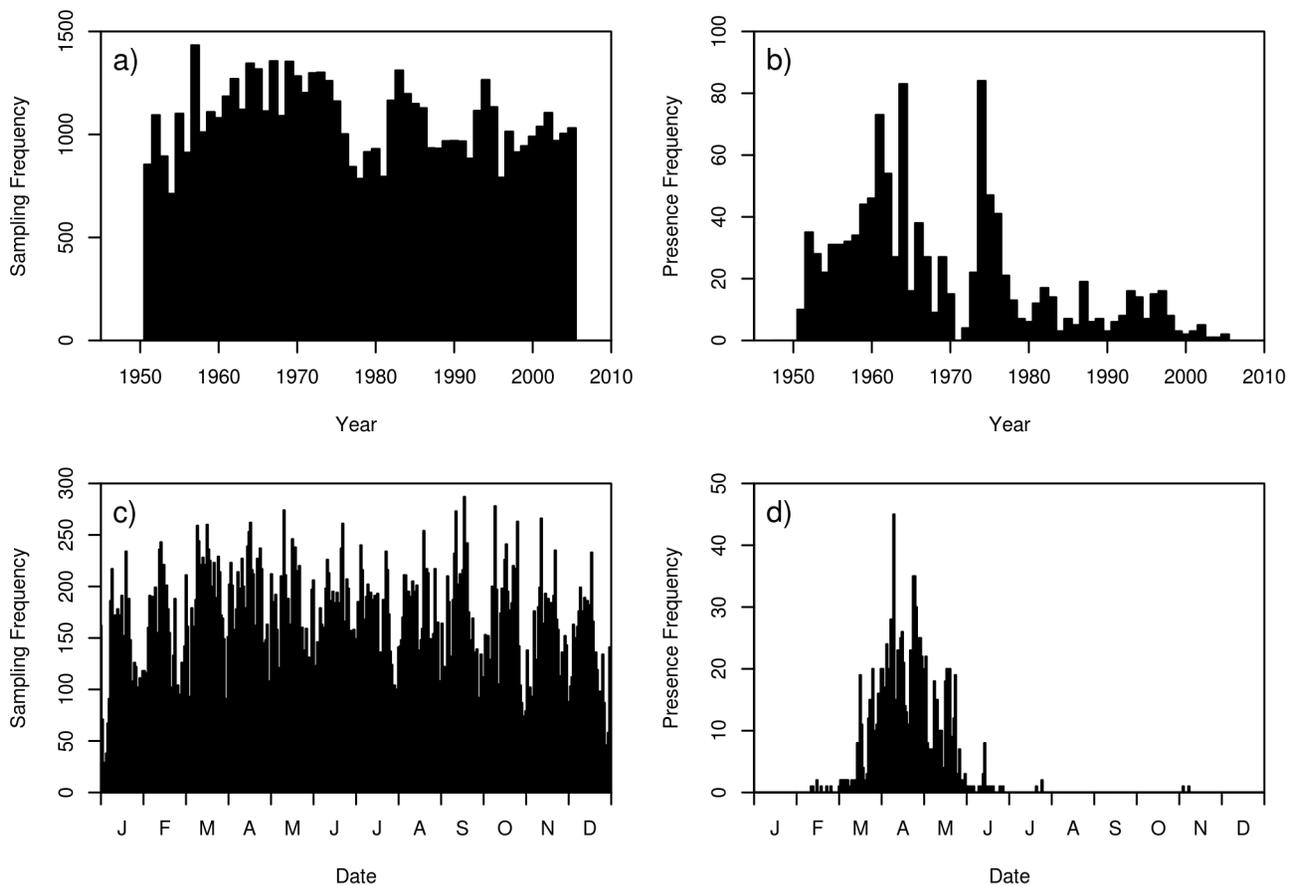 a)
Sampling Frequency
1500
1000
500
0
1950 1960 1970 1980 1990 2000 2010
Year
b)
Presence Frequency
100
80
60
40
20
0
1950 1960 1970 1980 1990 2000 2010
Year
c)
Sampling Frequency
300
250
200
150
100
50
0
J F M A M J J A S O N D
Date
d)
Presence Frequency
50
40
30
20
10
0
J F M A M J J A S O N D
Date